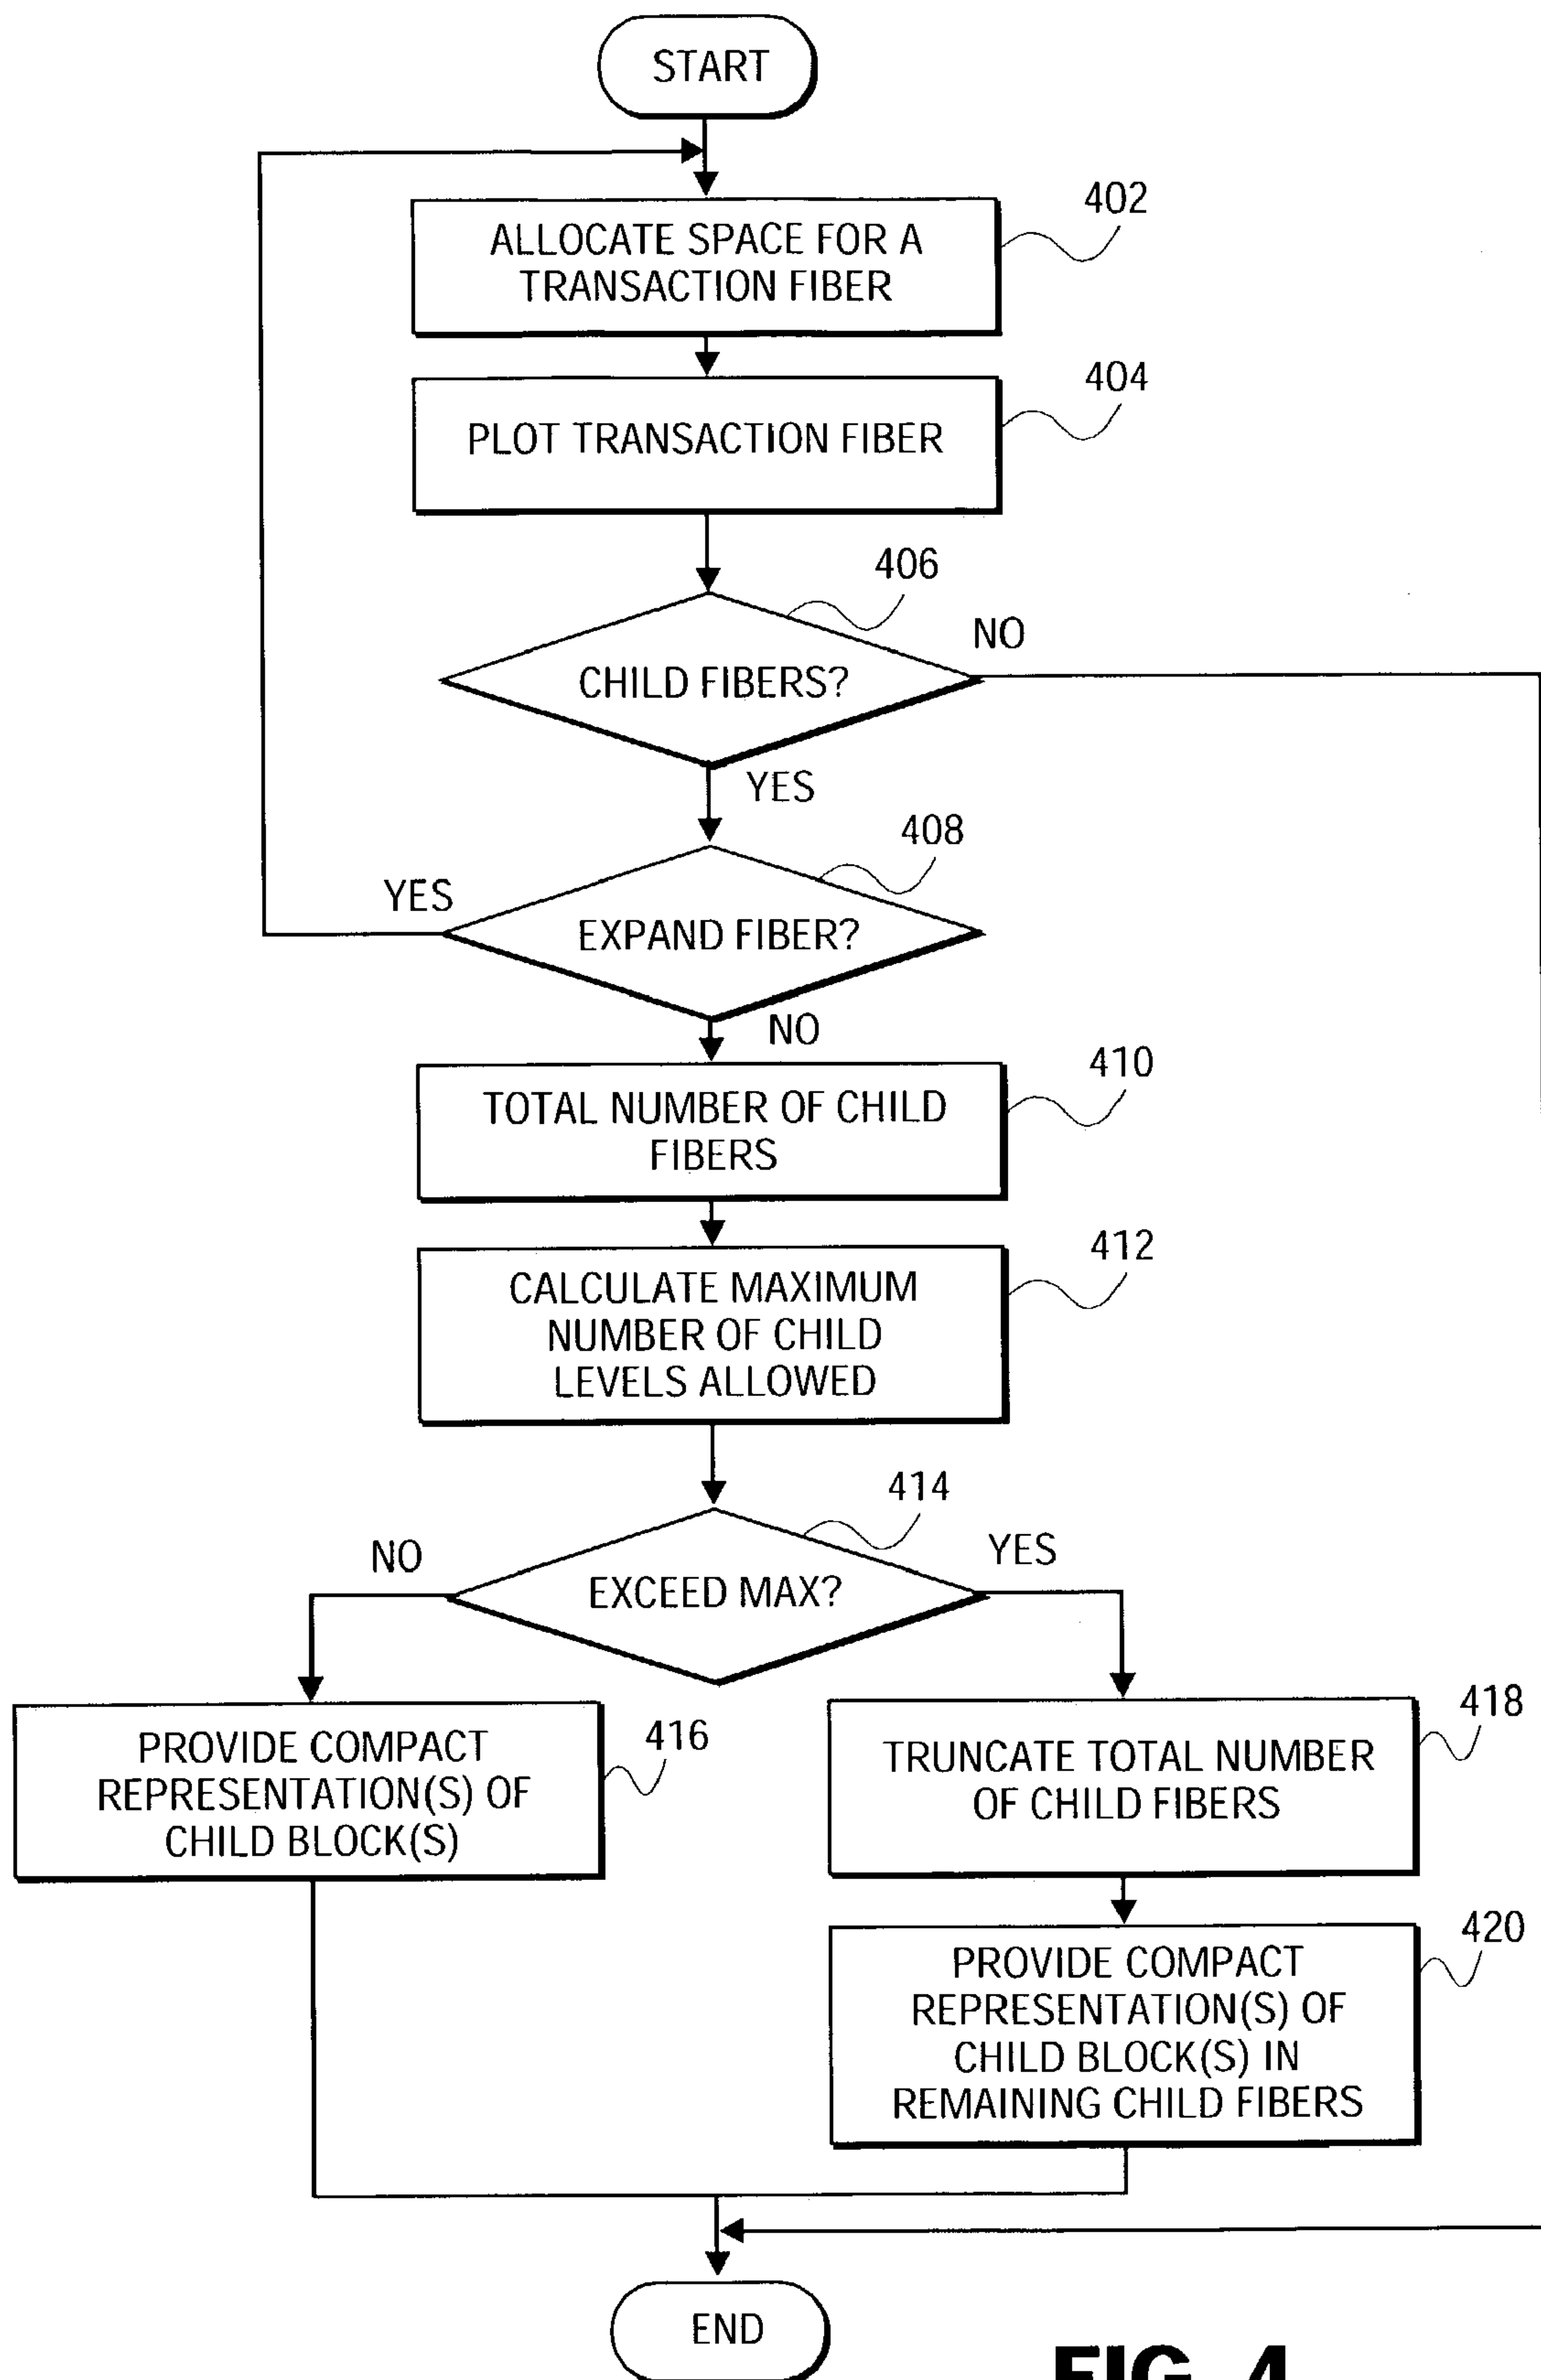 START
402
ALLOCATE SPACE FOR A
TRANSACTION FIBER
404
PLOT TRANSACTION FIBER
406
NO
CHILD FIBERS?
YES
408
YES
EXPAND FIBER?
NO
410
TOTAL NUMBER OF CHILD
FIBERS
412
CALCULATE MAXIMUM
NUMBER OF CHILD
LEVELS ALLOWED
414
NO
YES
EXCEED MAX?
416
PROVIDE COMPACT
REPRESENTATION(S) OF
CHILD BLOCK(S)
418
TRUNCATE TOTAL NUMBER
OF CHILD FIBERS
420
PROVIDE COMPACT
REPRESENTATION(S) OF
CHILD BLOCK(S) IN
REMAINING CHILD FIBERS
END
FIG. 4